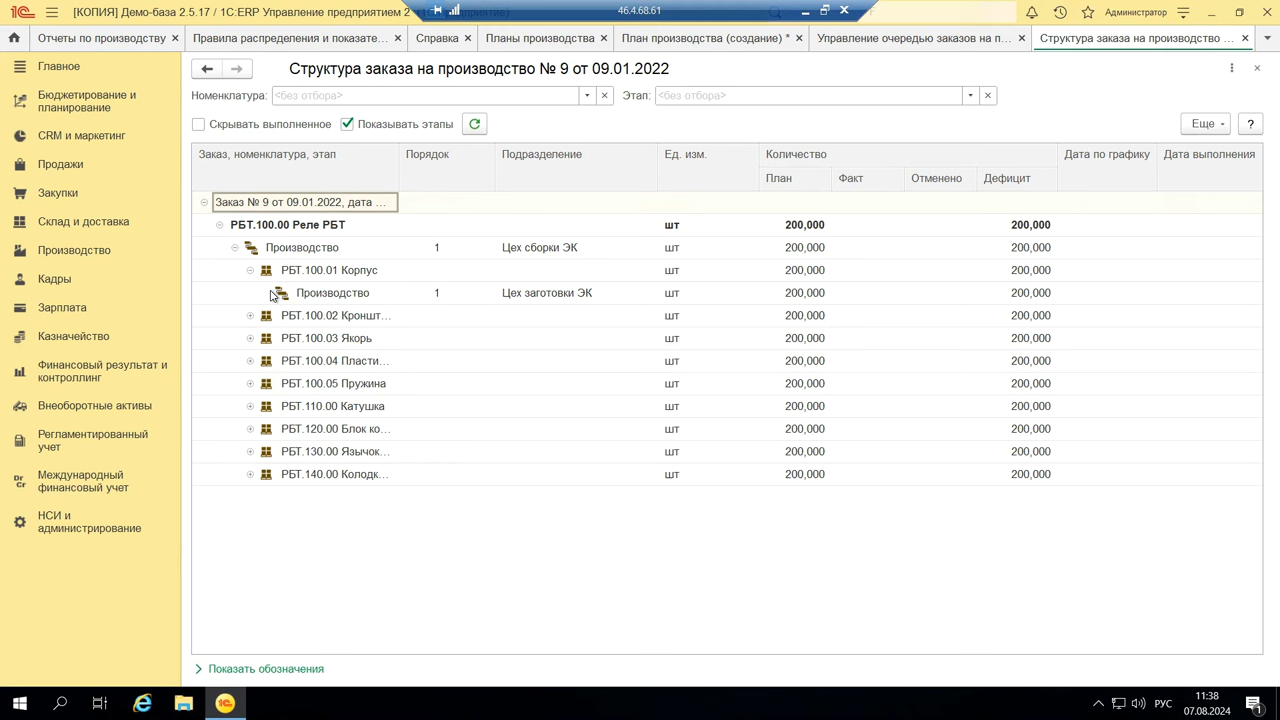 [КОПИЯ] Демо-база 2.5.17 / 1С:ERP Управление предприятием 2
46.4.68.61
Администратор
Отчеты по производству
Правила распределения и показате...
Справка
Планы производства
План производства (создание) *
Управление очередью заказов на п...
Структура заказа на производство ...
Главное
Бюджетирование и
планирование
CRM и маркетинг
Продажи
Закупки
Склад и доставка
Производство
Кадры
Зарплата
Казначейство
Финансовый результат и
контроллинг
Внеоборотные активы
Регламентированный
учет
Международный
финансовый учет
НСИ и
администрирование
Структура заказа на производство № 9 от 09.01.2022
Номенклатура: <без отбора> Этап: <без отбора>
Скрывать выполненное Показывать этапы Еще ?
Заказ, номенклатура, этап Порядок Подразделение Ед. изм. Количество Дата по графику Дата выполнения
План Факт Отменено Дефицит
Заказ № 9 от 09.01.2022, дата ...
РБТ.100.00 Реле РБТ шт 200,000 200,000
Производство 1 Цех сборки ЭК шт 200,000 200,000
РБТ.100.01 Корпус шт 200,000 200,000
Производство 1 Цех заготовки ЭК шт 200,000 200,000
РБТ.100.02 Кроншт... шт 200,000 200,000
РБТ.100.03 Якорь шт 200,000 200,000
РБТ.100.04 Пласти... шт 200,000 200,000
РБТ.100.05 Пружина шт 200,000 200,000
РБТ.110.00 Катушка шт 200,000 200,000
РБТ.120.00 Блок ко... шт 200,000 200,000
РБТ.130.00 Язычок... шт 200,000 200,000
РБТ.140.00 Колодк... шт 200,000 200,000
Показать обозначения
РУС
11:38
07.08.2024
1